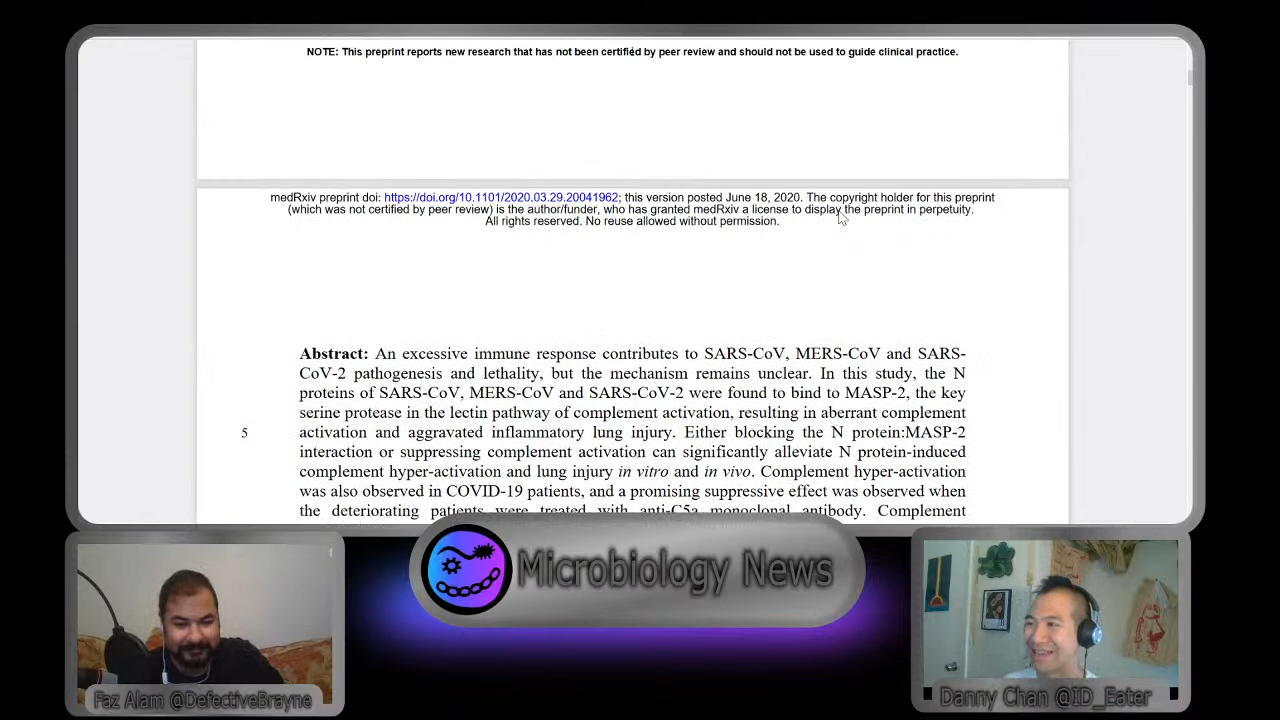 NOTE: This preprint reports new research that has not been certified by peer review and should not be used to guide clinical practice.
medRxiv preprint doi: https://doi.org/10.1101/2020.03.29.20041962; this version posted June 18, 2020. The copyright holder for this preprint
(which was not certified by peer review) is the author/funder, who has granted medRxiv a license to display the preprint in perpetuity.
All rights reserved. No reuse allowed without permission.
Abstract: An excessive immune response contributes to SARS-CoV, MERS-CoV and SARS-
CoV-2 pathogenesis and lethality, but the mechanism remains unclear. In this study, the N
proteins of SARS-CoV, MERS-CoV and SARS-CoV-2 were found to bind to MASP-2, the key
serine protease in the lectin pathway of complement activation, resulting in aberrant complement
5 activation and aggravated inflammatory lung injury. Either blocking the N protein:MASP-2
interaction or suppressing complement activation can significantly alleviate N protein-induced
complement hyper-activation and lung injury in vitro and in vivo. Complement hyper-activation
was also observed in COVID-19 patients, and a promising suppressive effect was observed when
the deteriorating patients were treated with anti-C5a monoclonal antibody. Complement
Microbiology News
Faz Alam @DefectiveBrayne
Danny Chan @ID_Eater